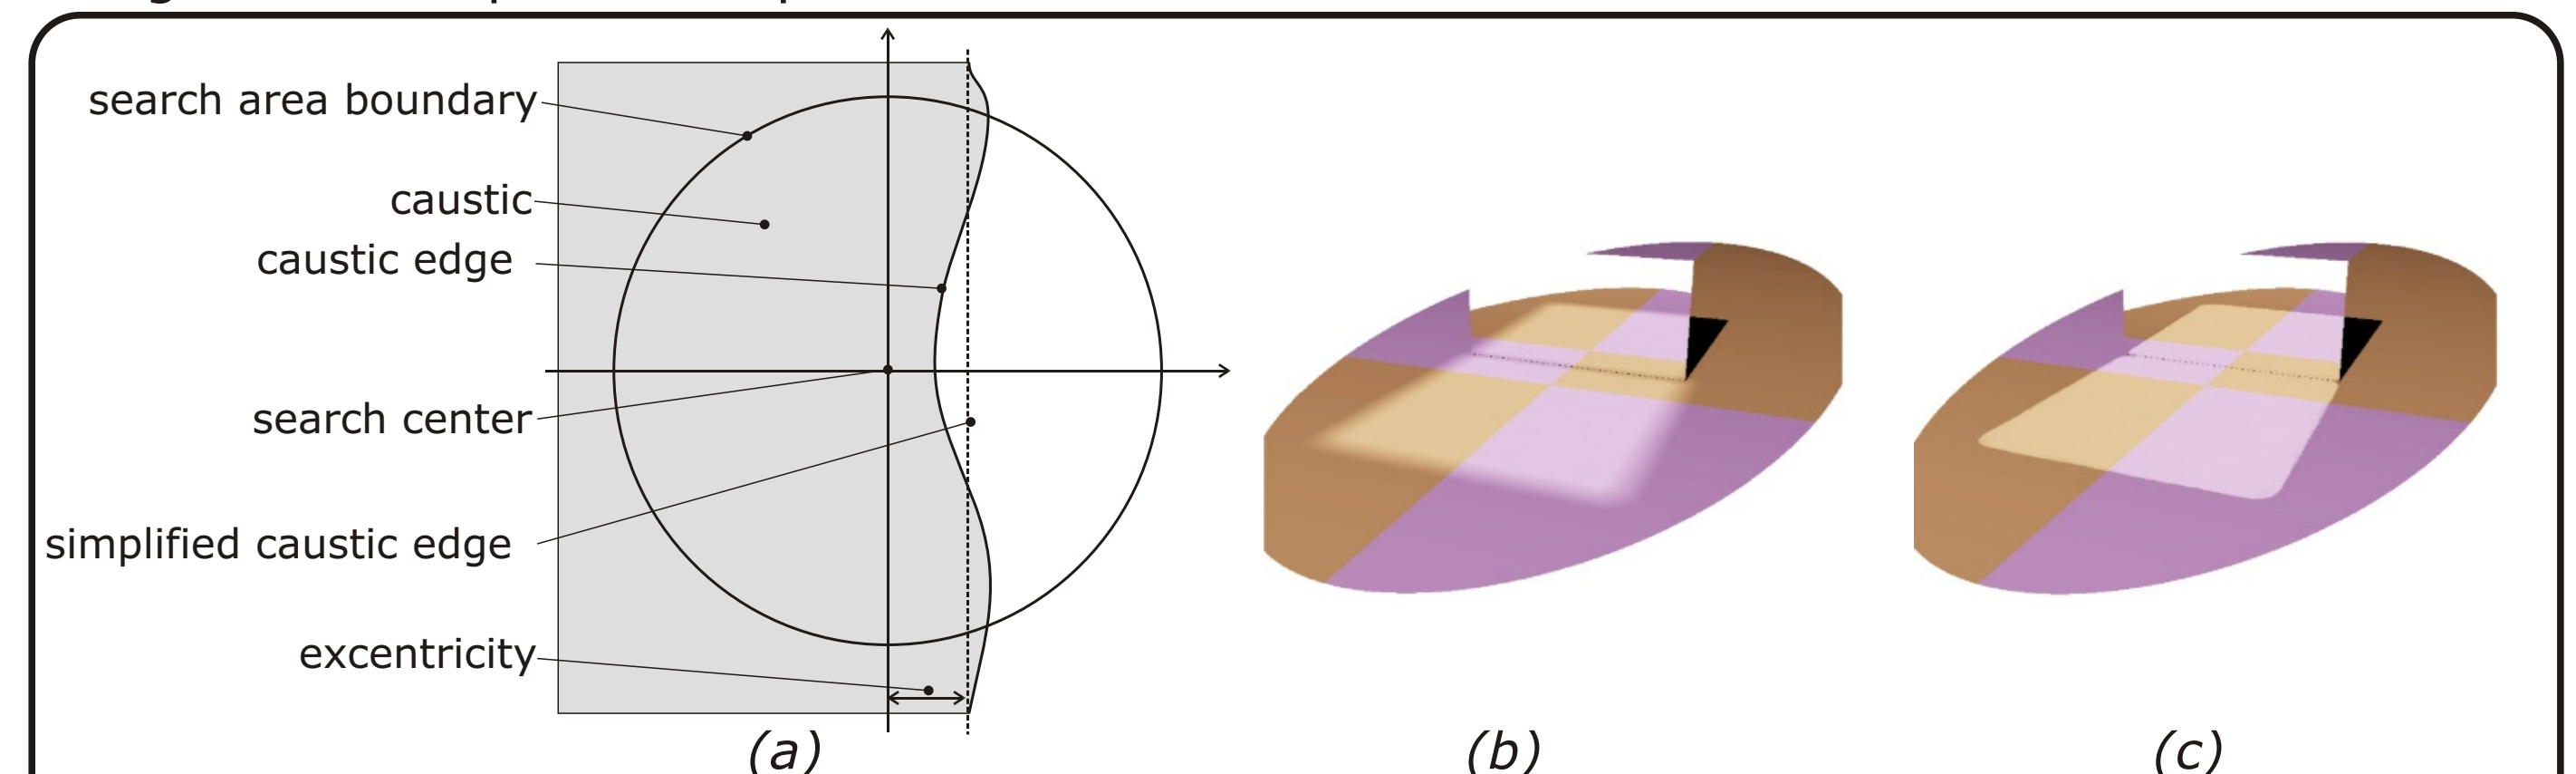 search area boundary
caustic
caustic edge
search center
simplified caustic edge
excentricity
(a)
(b)
(c)